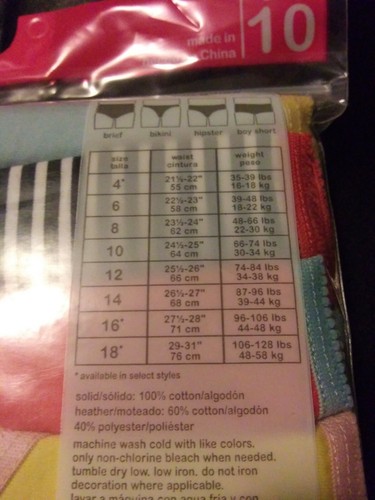 made in
China
10
brief bikini hipster boy short
size waist weight
talla cintura peso
4* 21½-22" 35-39 lbs
55 cm 16-18 kg
6 22½-23" 39-48 lbs
58 cm 18-22 kg
8 23½-24" 48-66 lbs
62 cm 22-30 kg
10 24½-25" 66-74 lbs
64 cm 30-34 kg
12 25½-26" 74-84 lbs
66 cm 34-38 kg
14 26½-27" 87-96 lbs
68 cm 39-44 kg
16* 27½-28" 96-106 lbs
71 cm 44-48 kg
18* 29-31" 106-128 lbs
76 cm 48-58 kg
* available in select styles
solid/sólido: 100% cotton/algodón
heather/moteado: 60% cotton/algodón
40% polyester/poliéster
machine wash cold with like colors.
only non-chlorine bleach when needed.
tumble dry low. low iron. do not iron
decoration where applicable.
lavar a máquina con agua fría y con